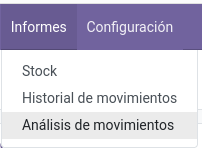 Informes Configuración
Stock
Historial de movimientos
Análisis de movimientos